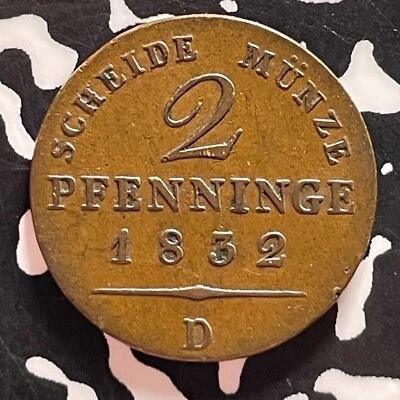 SCHEIDE MÜNZE
2
PFENNINGE
1832
D